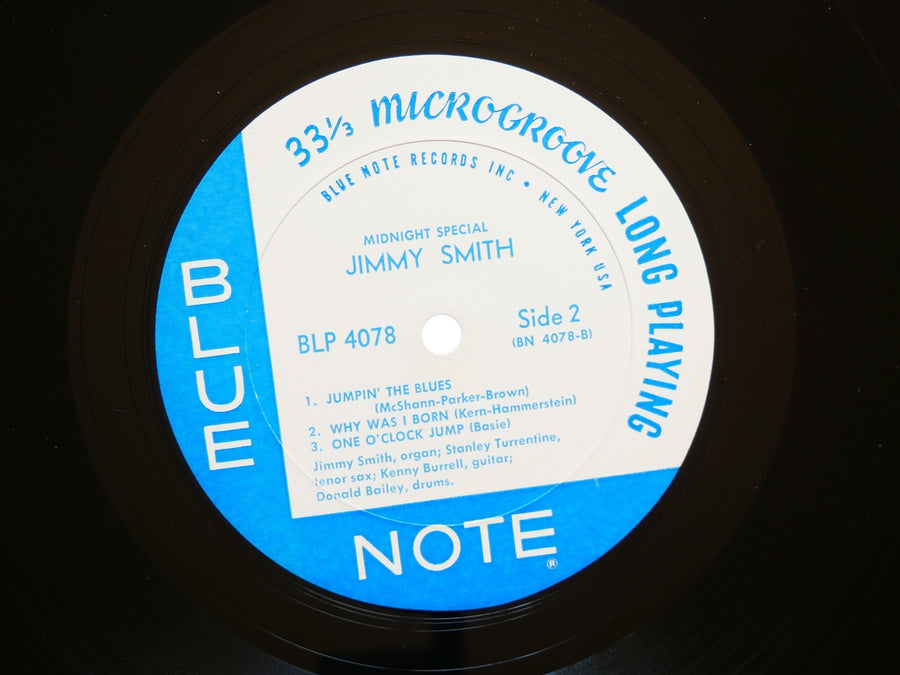 33⅓ MICROGROOVE LONG PLAYING
BLUE NOTE RECORDS INC • NEW YORK USA
MIDNIGHT SPECIAL
JIMMY SMITH
BLP 4078
Side 2
(BN 4078-B)
1. JUMPIN' THE BLUES
(McShann-Parker-Brown)
2. WHY WAS I BORN (Kern-Hammerstein)
3. ONE O'CLOCK JUMP (Basie)
Jimmy Smith, organ; Stanley Turrentine,
tenor sax; Kenny Burrell, guitar;
Donald Bailey, drums.
BLUE
NOTE®